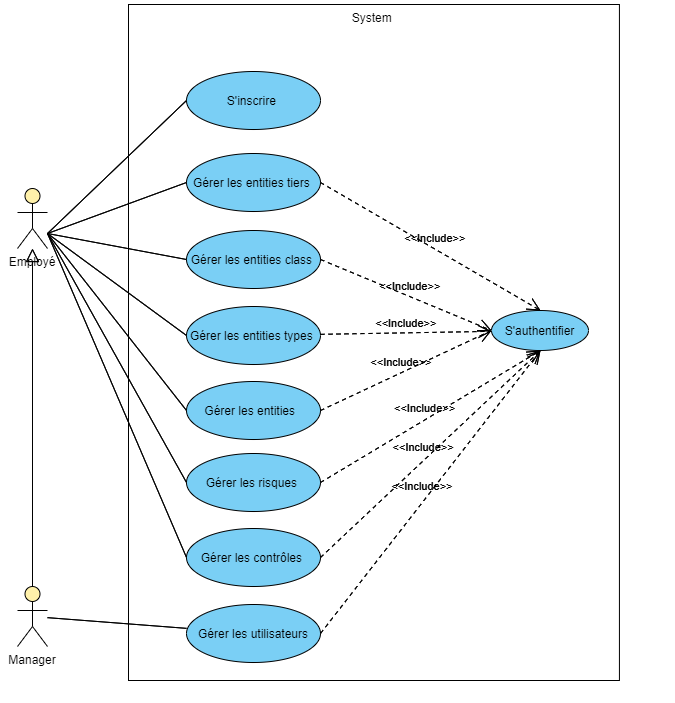 System
S'inscrire
Gérer les entities tiers
<<Include>>
Employé
Gérer les entities class
<<Include>>
Gérer les entities types
<<Include>>
S'authentifier
<<Include>>
Gérer les entities
<<Include>>
Gérer les risques
<<Include>>
Gérer les contrôles
<<Include>>
Gérer les utilisateurs
Manager